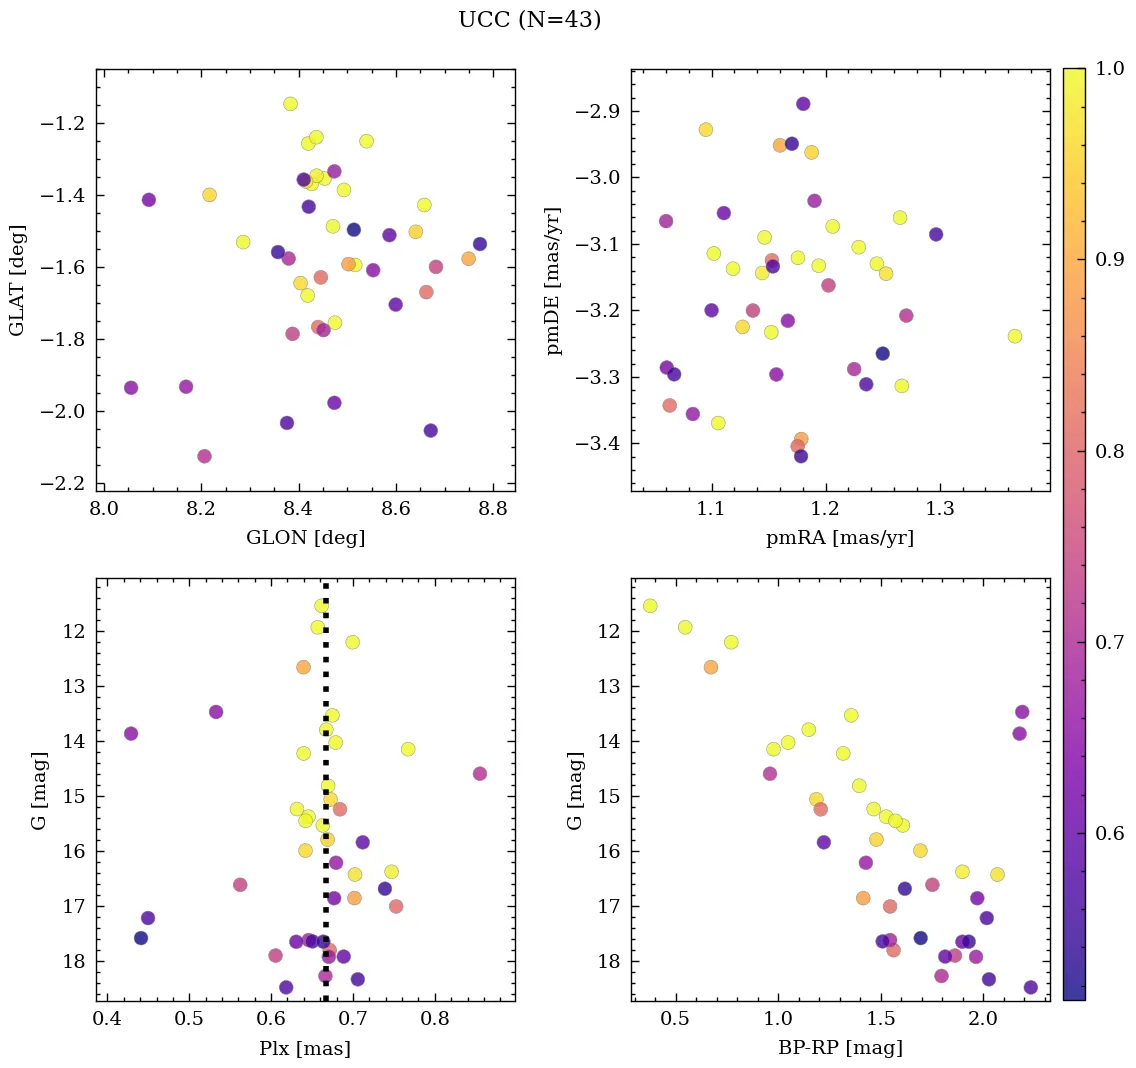 UCC (N=43)
−1.2
−1.4
−1.6
−1.8
−2.0
−2.2
GLAT [deg]
8.0 8.2 8.4 8.6 8.8
GLON [deg]
−2.9
−3.0
−3.1
−3.2
−3.3
−3.4
pmDE [mas/yr]
1.1 1.2 1.3
pmRA [mas/yr]
1.0
0.9
0.8
0.7
0.6
12
13
14
15
16
17
18
G [mag]
0.4 0.5 0.6 0.7 0.8
Plx [mas]
12
13
14
15
16
17
18
G [mag]
0.5 1.0 1.5 2.0
BP-RP [mag]